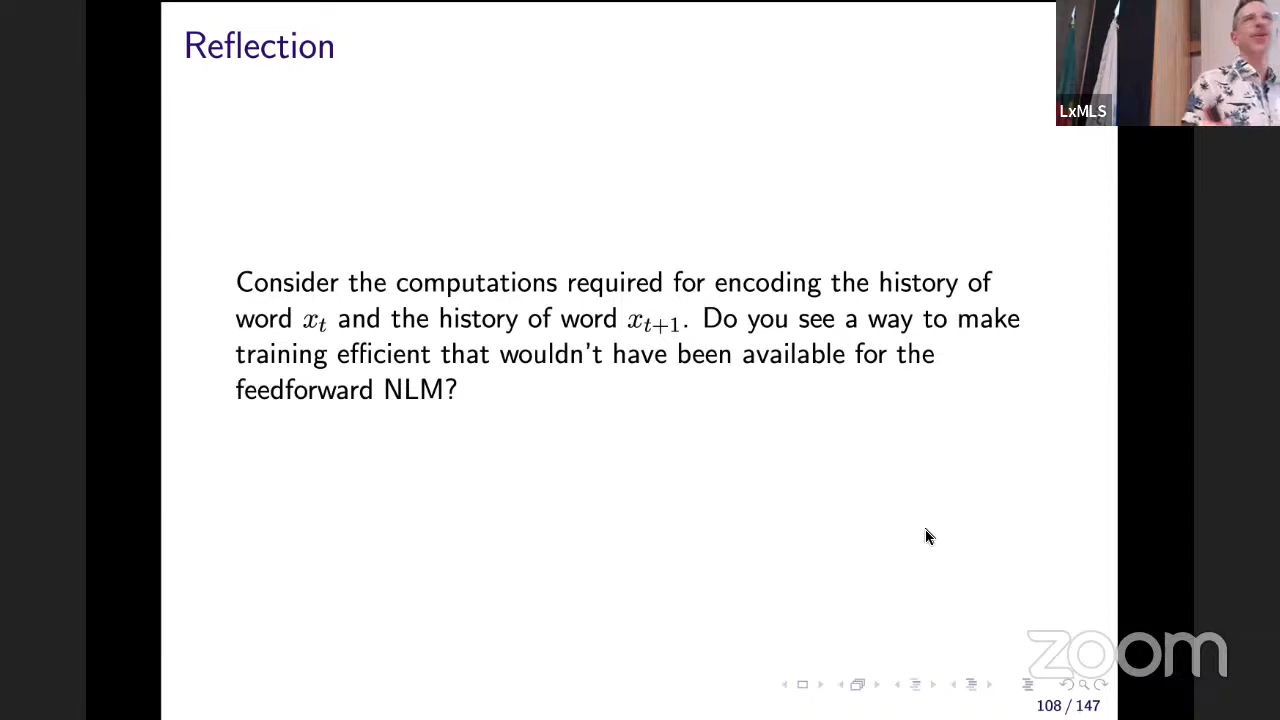 Reflection
LxMLS
Consider the computations required for encoding the history of
word xₜ and the history of word xₜ₊₁. Do you see a way to make
training efficient that wouldn't have been available for the
feedforward NLM?
zoom
108 / 147